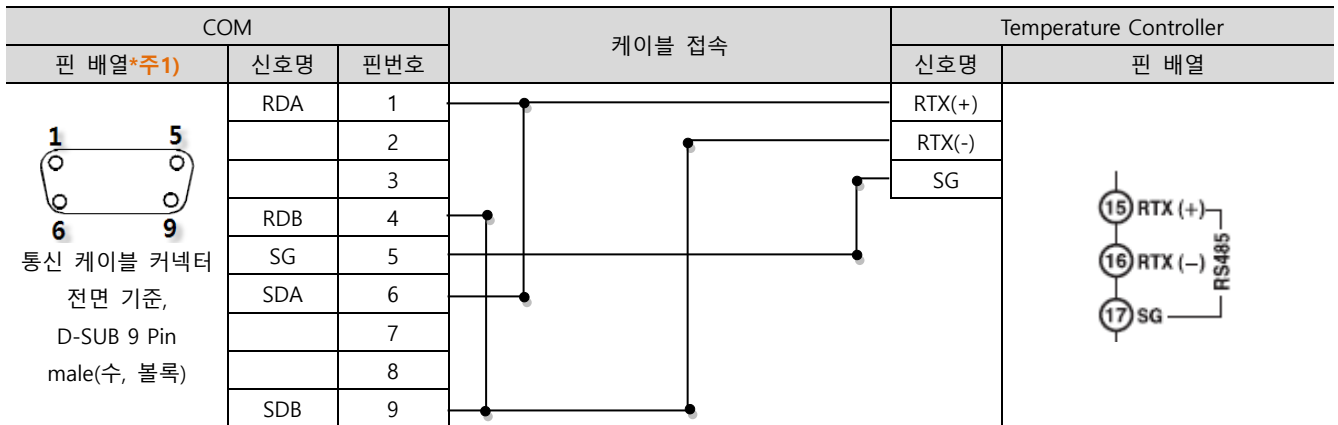 COM 케이블 접속 Temperature Controller
핀 배열*주1) 신호명 핀번호 신호명 핀 배열
RDA 1 RTX(+)
2 RTX(-)
3 SG
RDB 4
SG 5
SDA 6
7
8
SDB 9
1 5
6 9
통신 케이블 커넥터
전면 기준,
D-SUB 9 Pin
male(수, 볼록)
15 RTX (+)
16 RTX (−)
17 SG
RS485